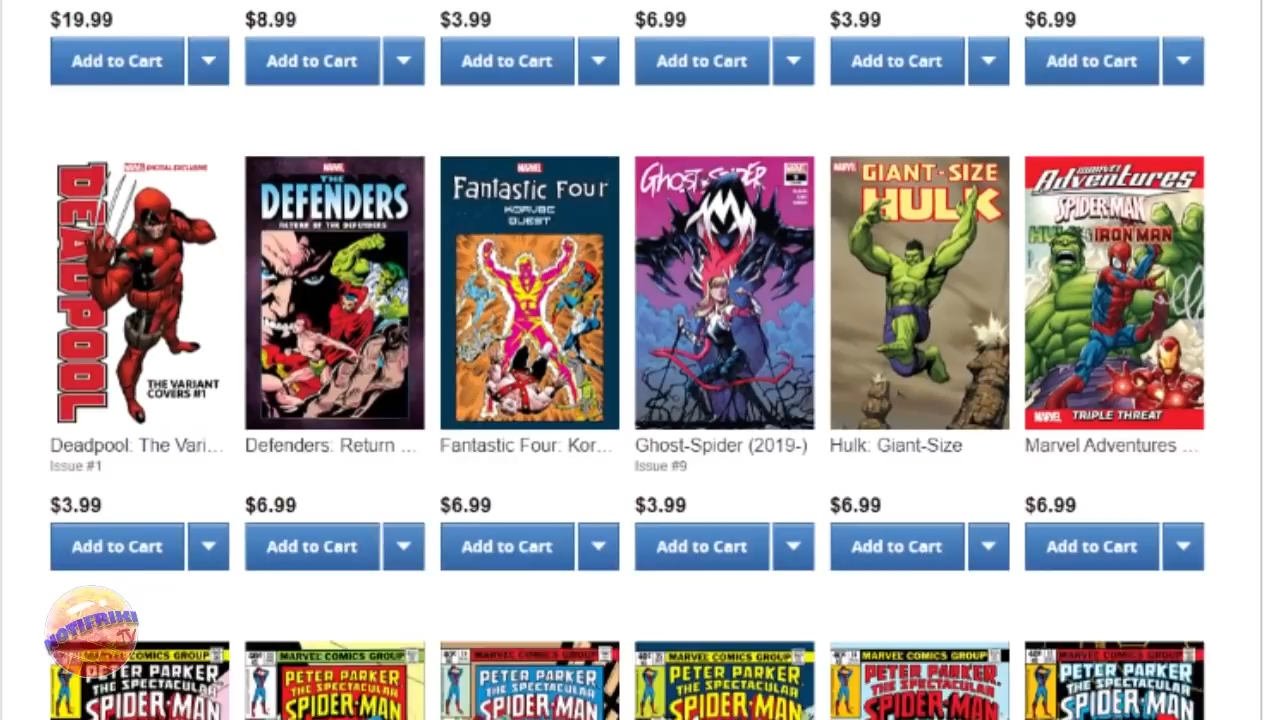 $19.99 $8.99 $3.99 $6.99 $3.99 $6.99
Add to Cart Add to Cart Add to Cart Add to Cart Add to Cart Add to Cart
MARVEL DIGITAL EXCLUSIVE
DEADPOOL
THE VARIANT
COVERS #1
MARVEL
THE
DEFENDERS
RETURN OF THE DEFENDERS
MARVEL
Fantastic Four
KORVAC
QUEST
GHOST-SPIDER
MARVEL
GIANT-SIZE
HULK
MARVEL
Adventures
SPIDER-MAN
HULK IRON MAN
MARVEL TRIPLE THREAT
Deadpool: The Vari... Defenders: Return ... Fantastic Four: Kor... Ghost-Spider (2019-) Hulk: Giant-Size Marvel Adventures ...
Issue #1 Issue #9
$3.99 $6.99 $6.99 $3.99 $6.99 $6.99
Add to Cart Add to Cart Add to Cart Add to Cart Add to Cart Add to Cart
NOTIFRIKI
TV
MARVEL COMICS GROUP MARVEL COMICS GROUP MARVEL COMICS GROUP MARVEL COMICS GROUP MARVEL COMICS GROUP MARVEL COMICS GROUP
PETER PARKER PETER PARKER PETER PARKER PETER PARKER PETER PARKER PETER PARKER
THE SPECTACULAR THE SPECTACULAR THE SPECTACULAR THE SPECTACULAR THE SPECTACULAR THE SPECTACULAR
SPIDER-MAN SPIDER-MAN SPIDER-MAN SPIDER-MAN SPIDER-MAN SPIDER-MAN